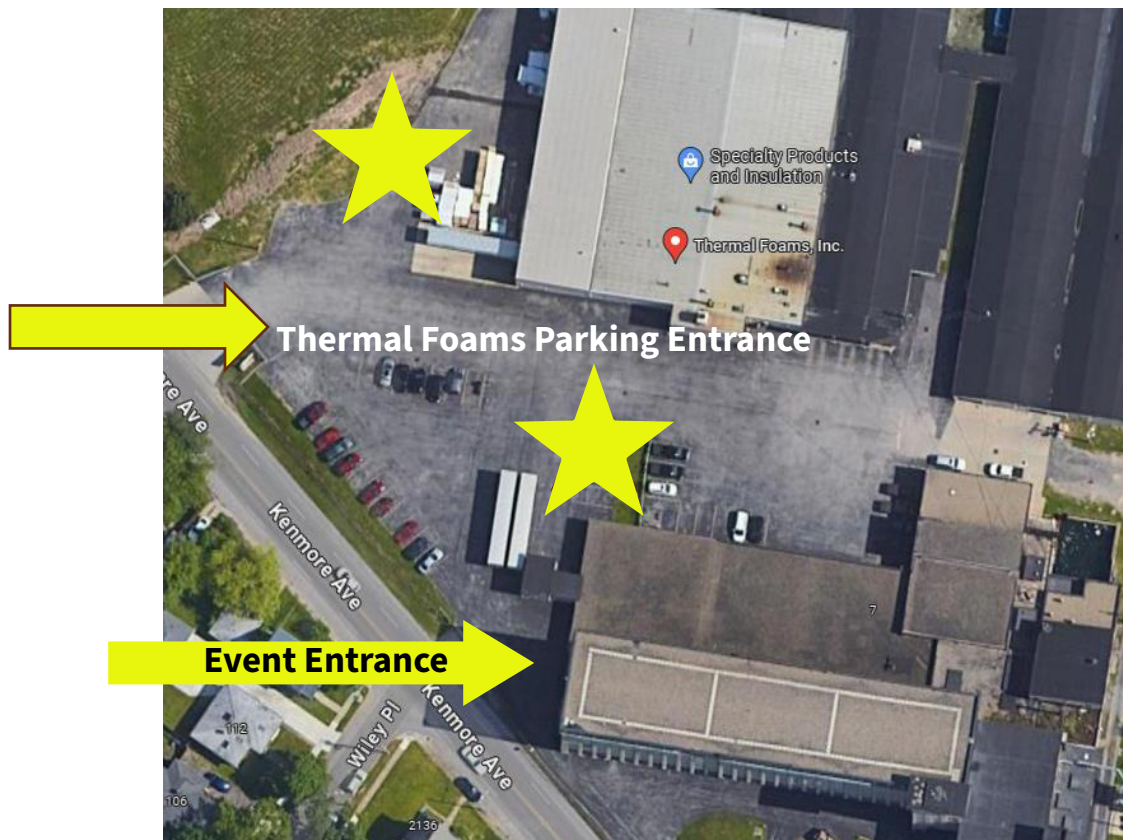 Specialty Products
and Insulation
Thermal Foams, Inc.
Thermal Foams Parking Entrance
ore Ave
Kenmore Ave
7
Event Entrance
Kenmore Ave
Wiley Pl
112
106
2136